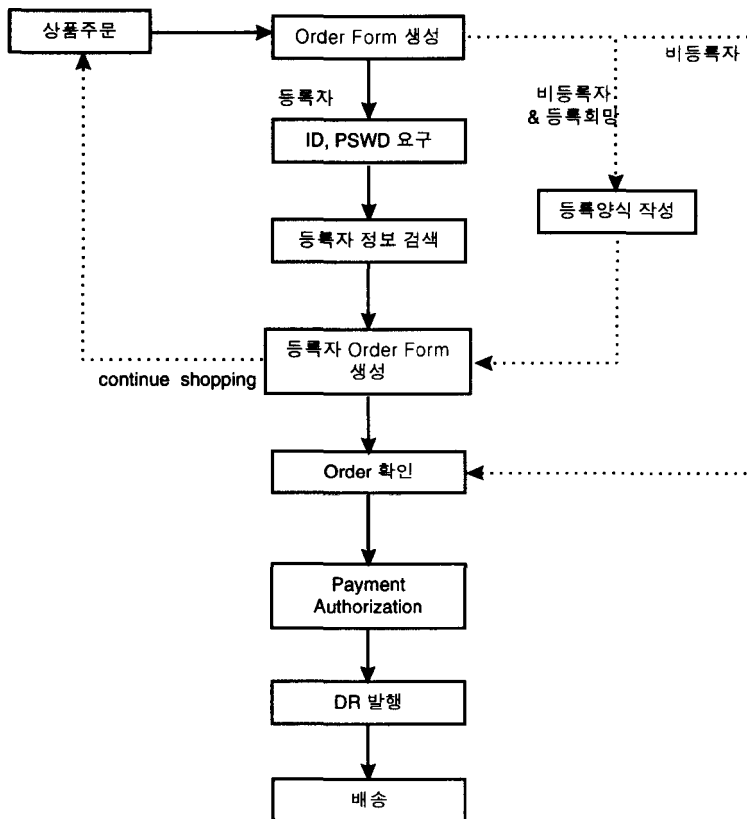 상품주문
Order Form 생성
비등록자
등록자
비등록자
& 등록희망
ID, PSWD 요구
등록양식 작성
등록자 정보 검색
등록자 Order Form
생성
continue shopping
Order 확인
Payment
Authorization
DR 발행
배송